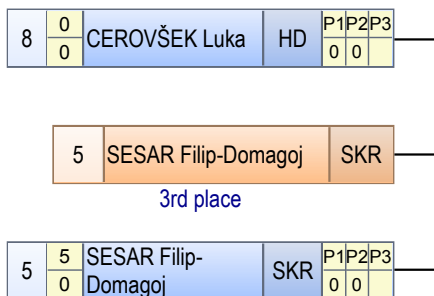 8 0 0 CEROVŠEK Luka HD P1 P2 P3 0 0
5 SESAR Filip-Domagoj SKR
3rd place
5 5 0 SESAR Filip-
Domagoj SKR P1 P2 P3 0 0